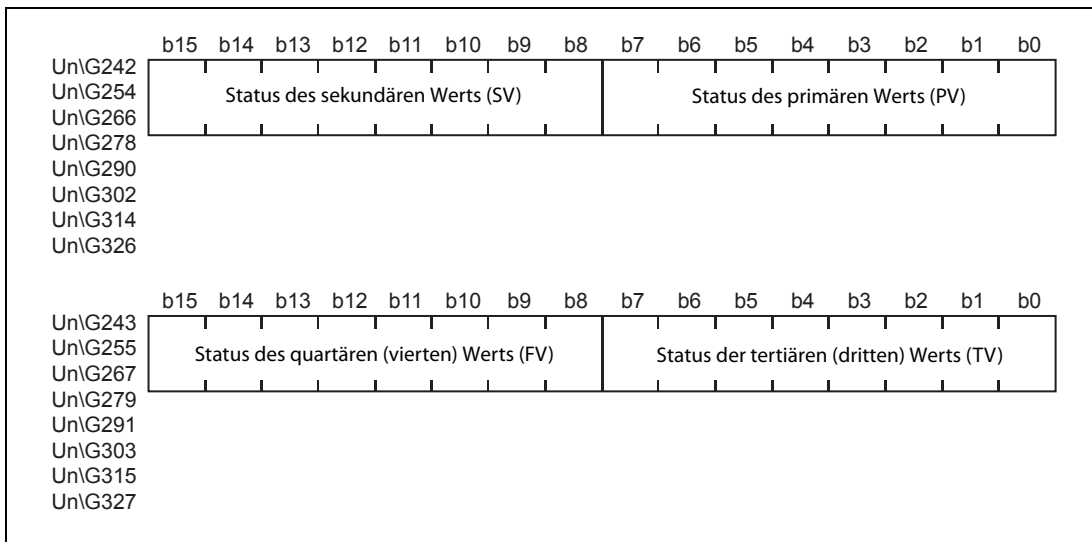 b15 b14 b13 b12 b11 b10 b9 b8 b7 b6 b5 b4 b3 b2 b1 b0
Un\G242
Un\G254
Status des sekundären Werts (SV) Status des primären Werts (PV)
Un\G266
Un\G278
Un\G290
Un\G302
Un\G314
Un\G326
b15 b14 b13 b12 b11 b10 b9 b8 b7 b6 b5 b4 b3 b2 b1 b0
Un\G243
Un\G255
Status des quartären (vierten) Werts (FV) Status der tertiären (dritten) Werts (TV)
Un\G267
Un\G279
Un\G291
Un\G303
Un\G315
Un\G327